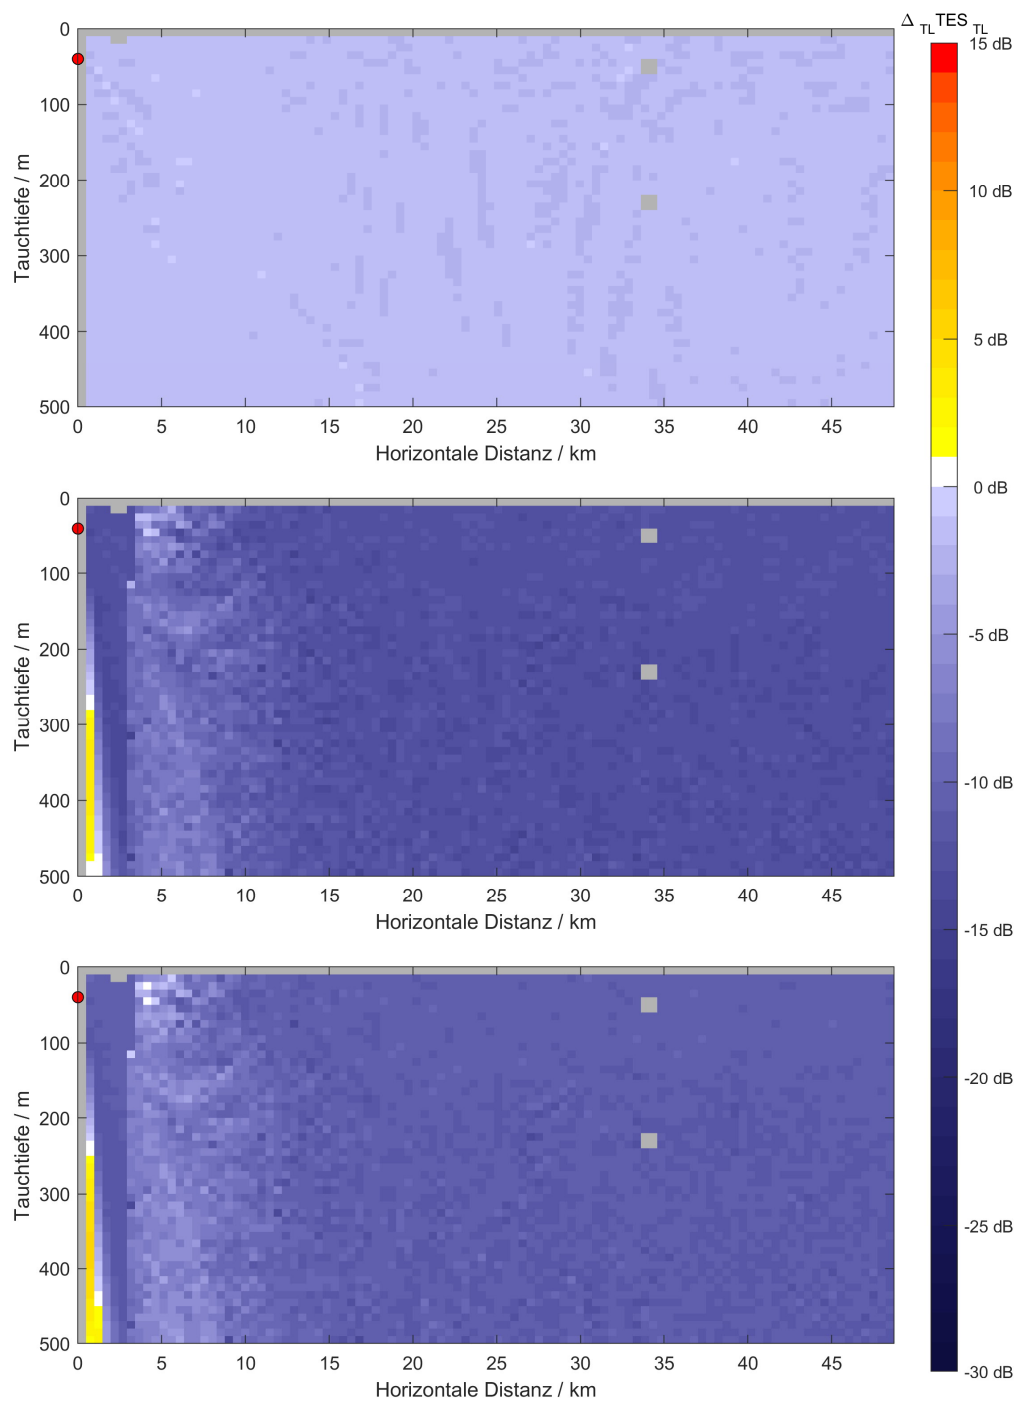 Δ TL TES TL
0
100
200
300
400
500
Tauchtiefe / m
0 5 10 15 20 25 30 35 40 45
Horizontale Distanz / km
0
100
200
300
400
500
Tauchtiefe / m
0 5 10 15 20 25 30 35 40 45
Horizontale Distanz / km
0
100
200
300
400
500
Tauchtiefe / m
0 5 10 15 20 25 30 35 40 45
Horizontale Distanz / km
15 dB
10 dB
5 dB
0 dB
-5 dB
-10 dB
-15 dB
-20 dB
-25 dB
-30 dB